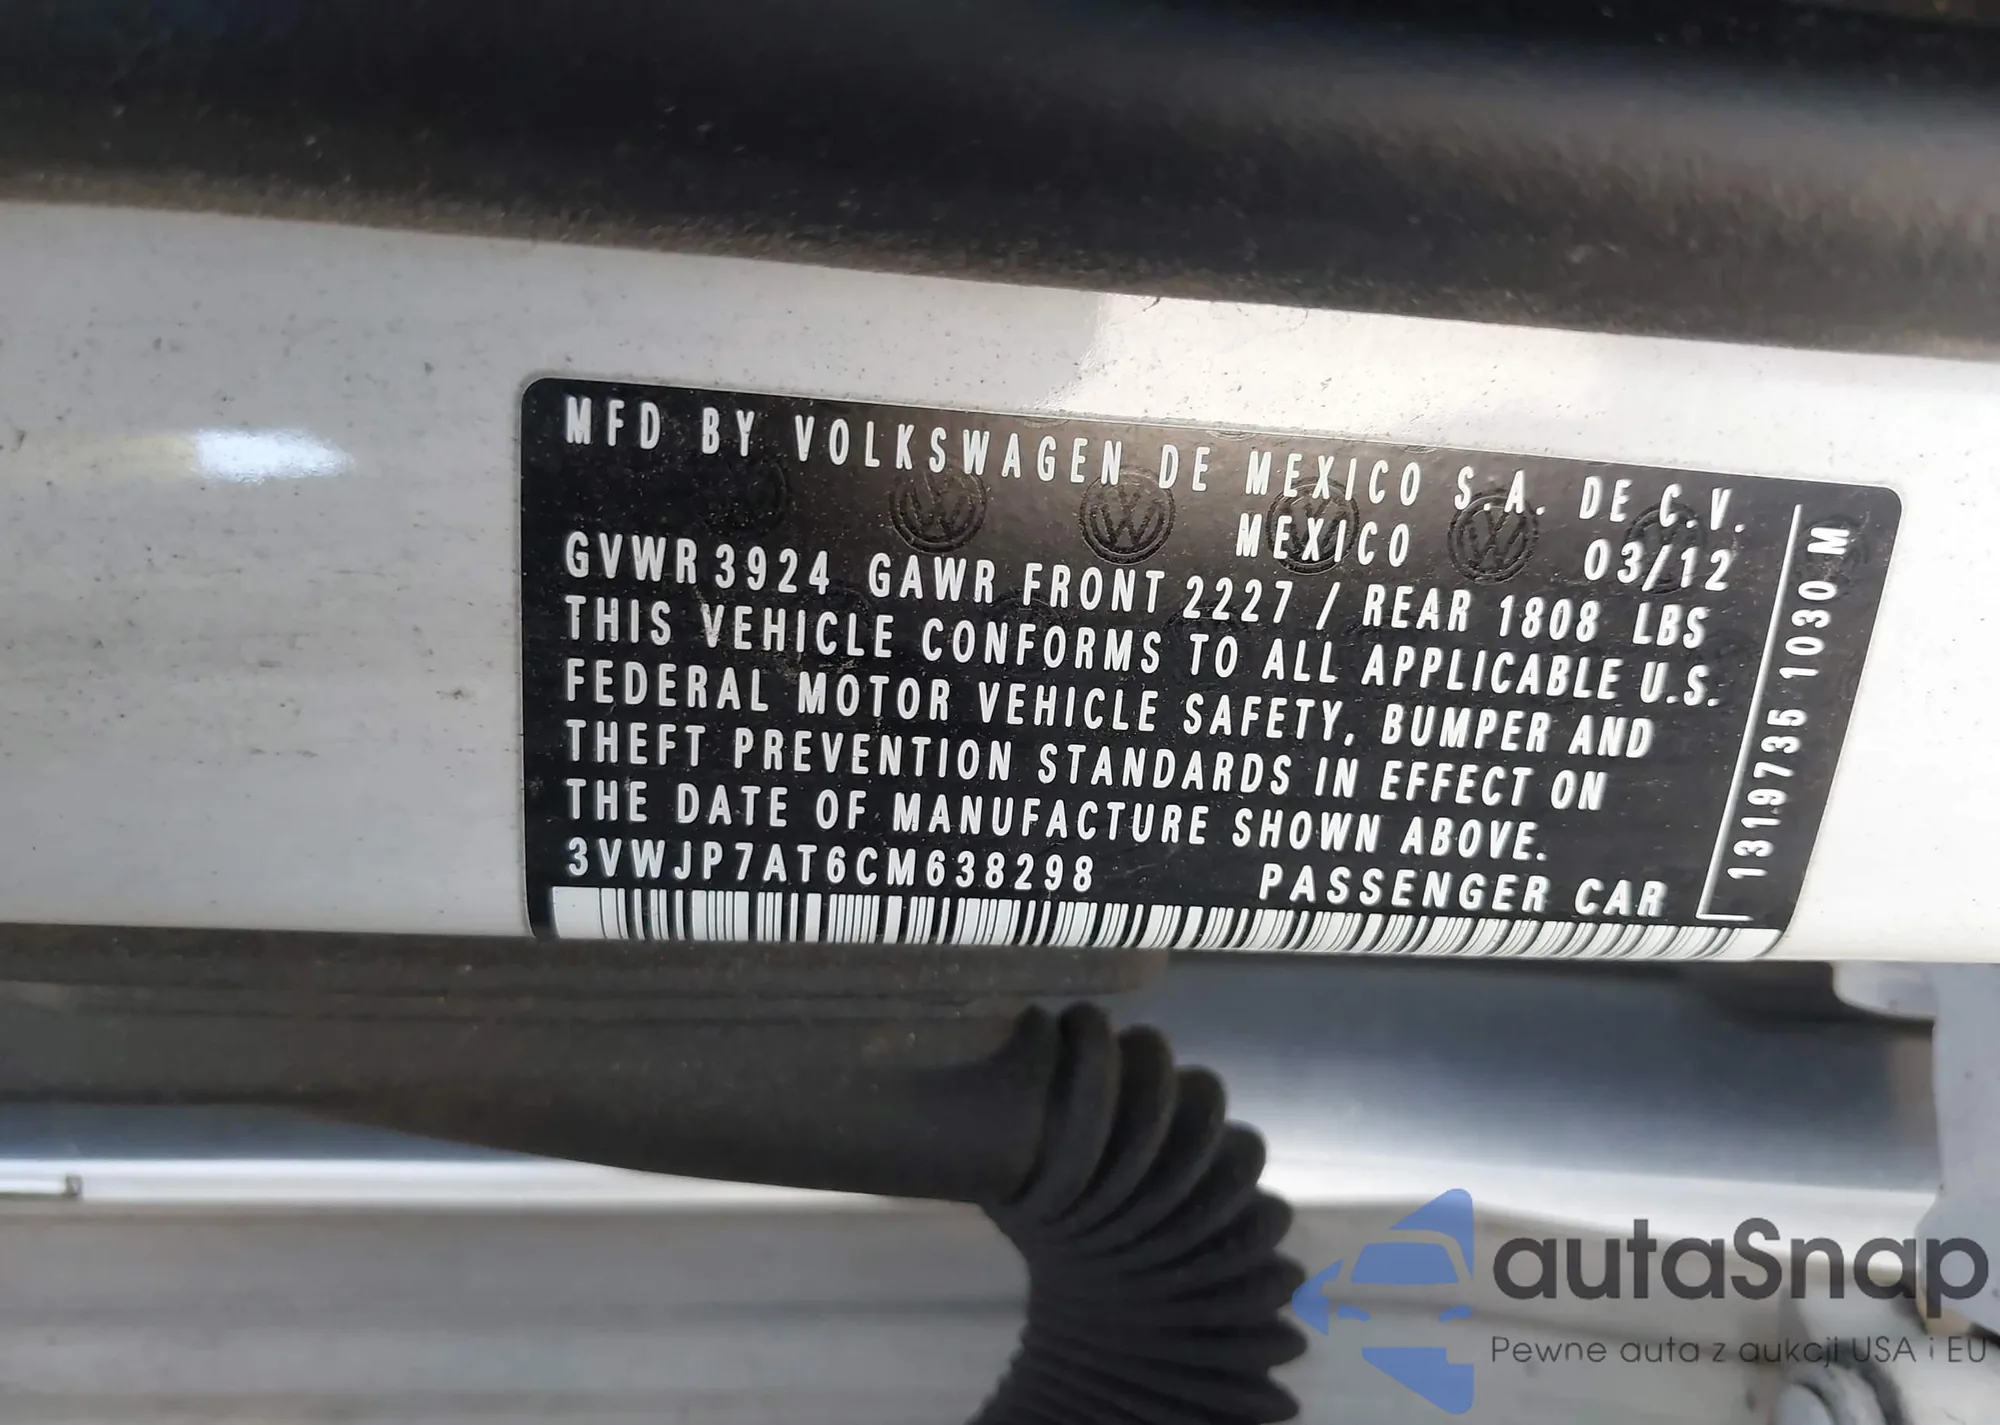 MFD BY VOLKSWAGEN DE MEXICO S.A. DE C.V.
MEXICO 03/12
GVWR 3924 GAWR FRONT 2227 / REAR 1808 LBS
THIS VEHICLE CONFORMS TO ALL APPLICABLE U.S.
FEDERAL MOTOR VEHICLE SAFETY, BUMPER AND
THEFT PREVENTION STANDARDS IN EFFECT ON
THE DATE OF MANUFACTURE SHOWN ABOVE.
3VWJP7AT6CM638298 PASSENGER CAR
1319735 1030 M
autaSnap
Pewne auta z aukcji USA i EU